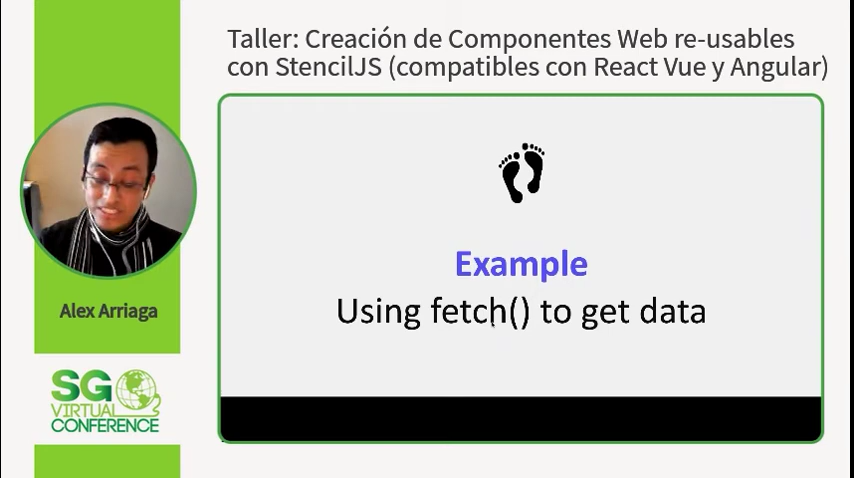 Taller: Creación de Componentes Web re-usables
con StencilJS (compatibles con React Vue y Angular)
Example
Using fetch() to get data
Alex Arriaga
SG
VIRTUAL
CONFERENCE